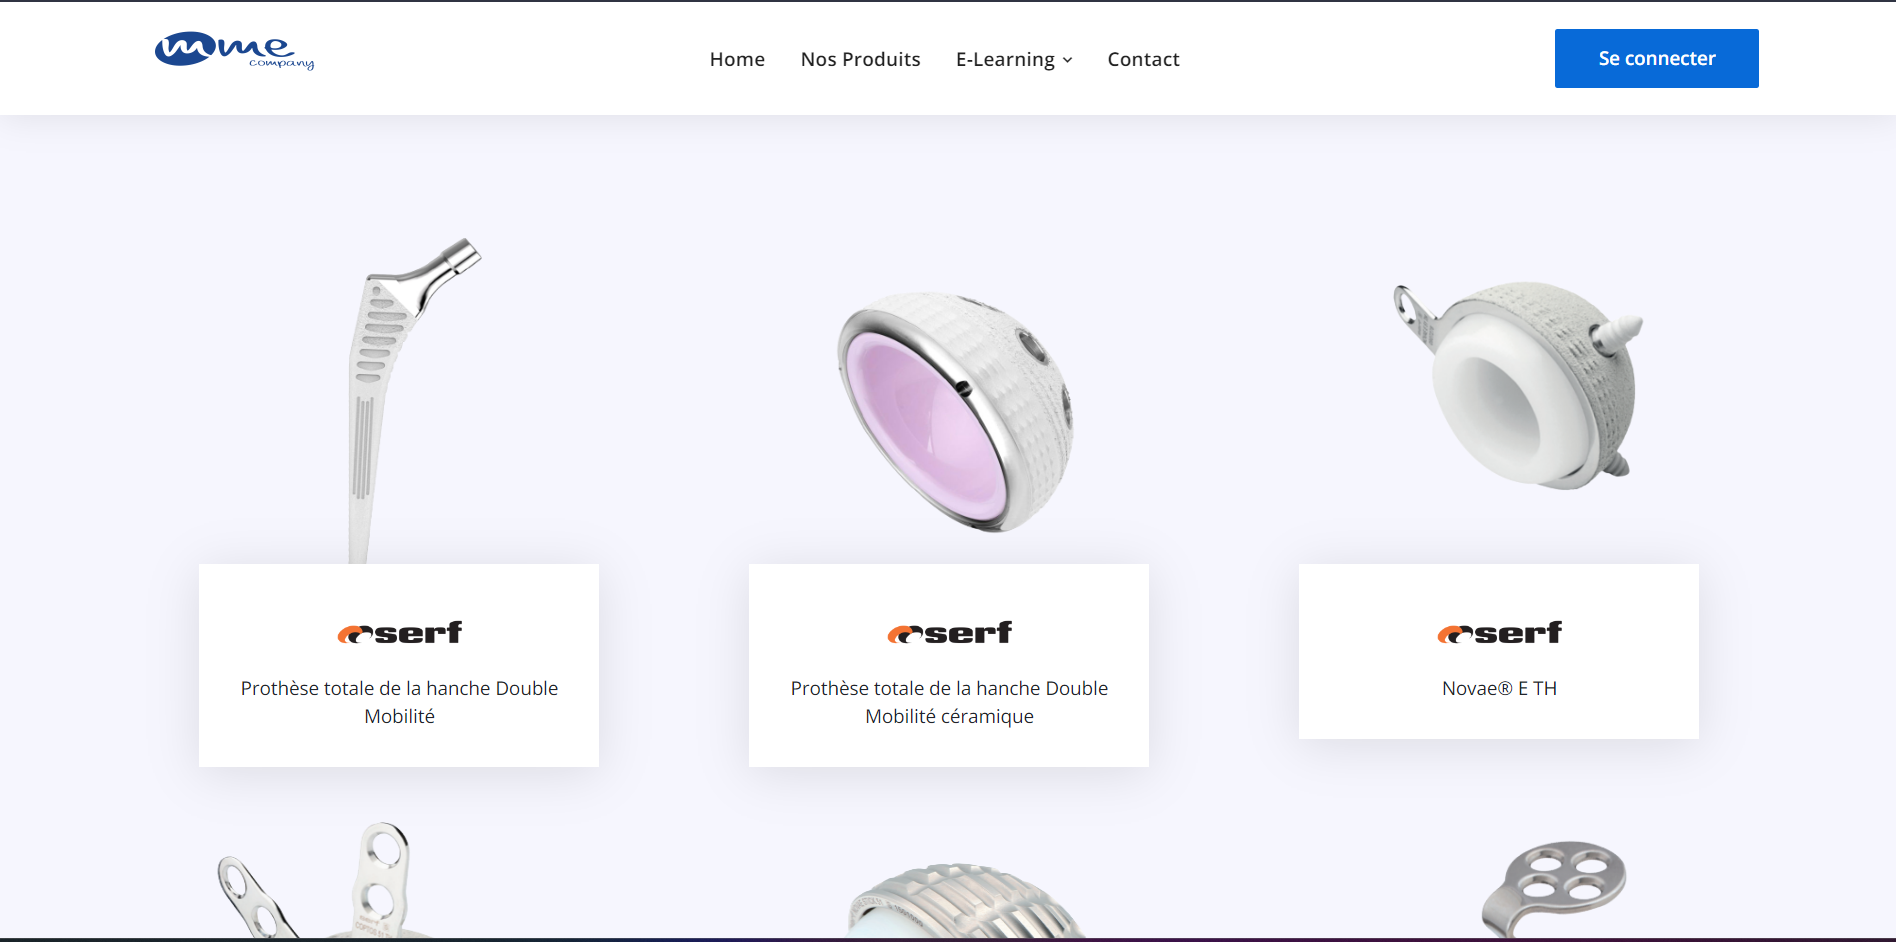 mme
company
Home
Nos Produits
E-Learning
Contact
Se connecter
serf
Prothèse totale de la hanche Double
Mobilité
serf
Prothèse totale de la hanche Double
Mobilité céramique
serf
Novae® E TH